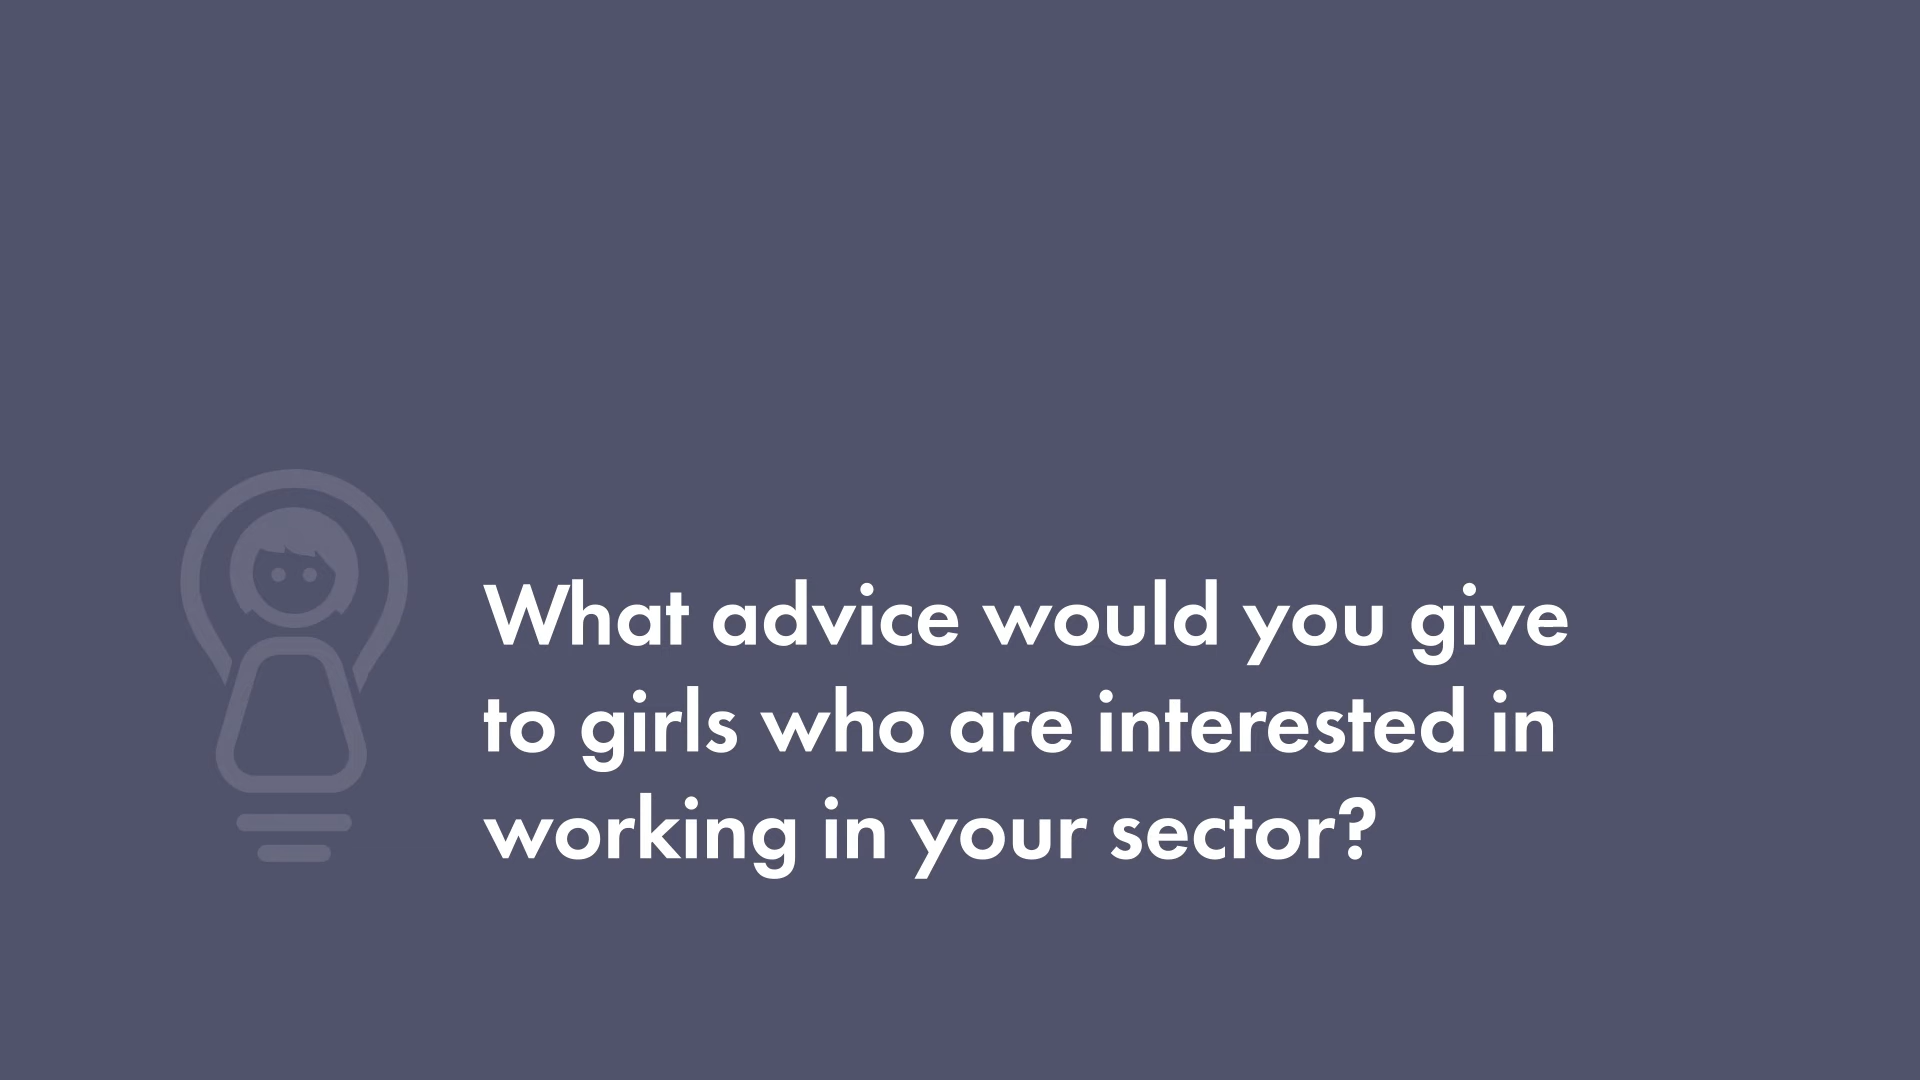 What advice would you give
to girls who are interested in
working in your sector?